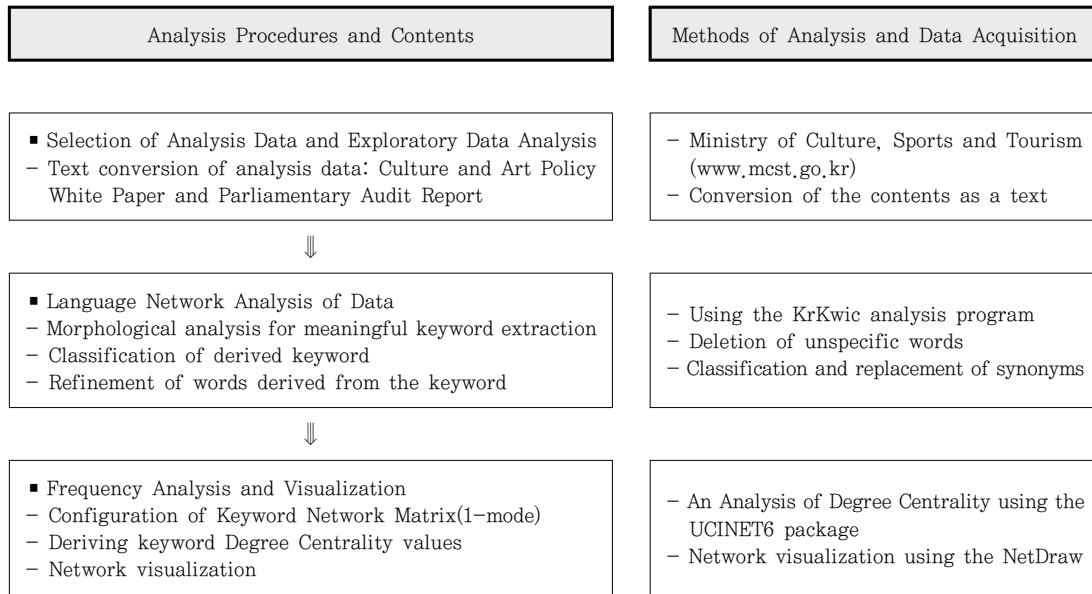 Analysis Procedures and Contents
Methods of Analysis and Data Acquisition
▪ Selection of Analysis Data and Exploratory Data Analysis
- Text conversion of analysis data: Culture and Art Policy
White Paper and Parliamentary Audit Report
- Ministry of Culture, Sports and Tourism
(www.mcst.go.kr)
- Conversion of the contents as a text
⇓
▪ Language Network Analysis of Data
- Morphological analysis for meaningful keyword extraction
- Classification of derived keyword
- Refinement of words derived from the keyword
- Using the KrKwic analysis program
- Deletion of unspecific words
- Classification and replacement of synonyms
⇓
▪ Frequency Analysis and Visualization
- Configuration of Keyword Network Matrix(1-mode)
- Deriving keyword Degree Centrality values
- Network visualization
- An Analysis of Degree Centrality using the
UCINET6 package
- Network visualization using the NetDraw